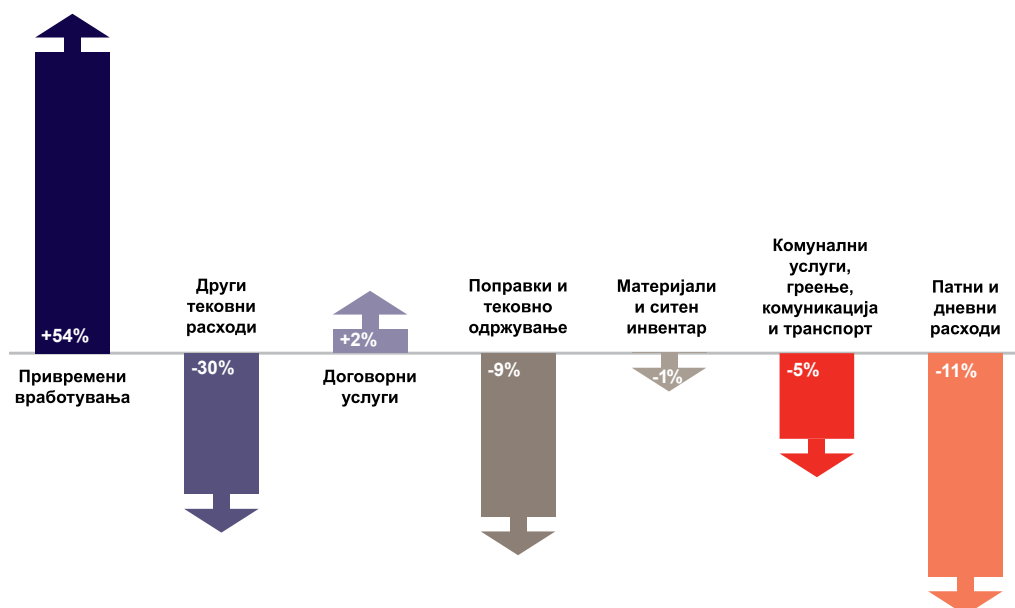 +54%
Привремени
вработувања
Други
тековни
расходи
-30%
+2%
Договорни
услуги
Поправки и
тековно
одржување
-9%
Материјали
и ситен
инвентар
-1%
Комунални
услуги,
греење,
комуникација
и транспорт
-5%
Патни и
дневни
расходи
-11%